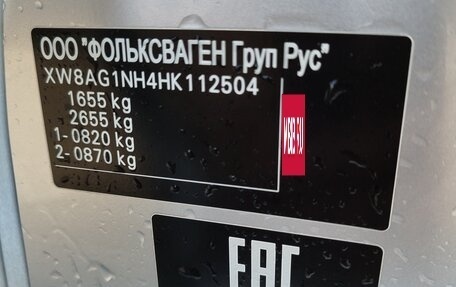 ООО "ФОЛЬКСВАГЕН Груп Рус"
XW8AG1NH4HK112504
1655 kg
2655 kg
1- 0820 kg
2- 0870 kg
EAC